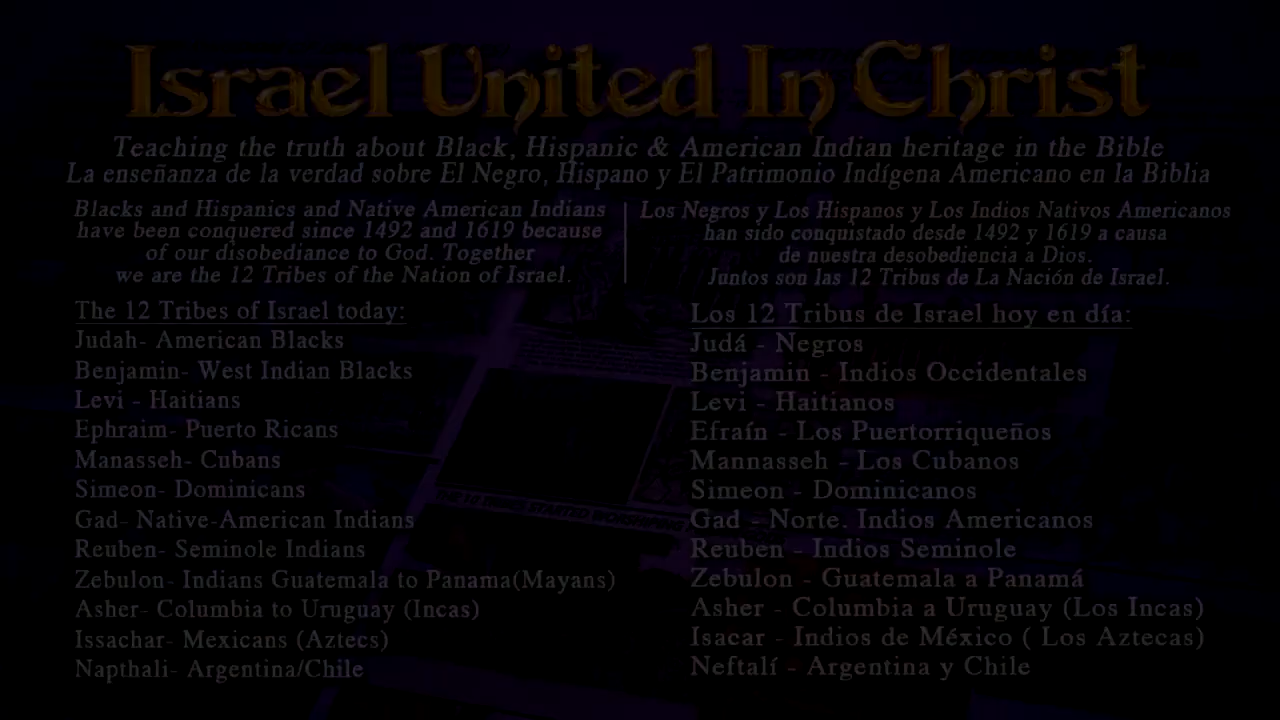 Israel United In Christ
Teaching the truth about Black, Hispanic & American Indian heritage in the Bible
La enseñanza de la verdad sobre El Negro, Hispano y El Patrimonio Indígena Americano en la Biblia
Blacks and Hispanics and Native American Indians
have been conquered since 1492 and 1619 because
of our disobediance to God. Together
we are the 12 Tribes of the Nation of Israel.
Los Negros y Los Hispanos y Los Indios Nativos Americanos
han sido conquistado desde 1492 y 1619 a causa
de nuestra desobediencia a Dios.
Juntos son las 12 Tribus de La Nación de Israel.
The 12 Tribes of Israel today:
Judah- American Blacks
Benjamin- West Indian Blacks
Levi - Haitians
Ephraim- Puerto Ricans
Manasseh- Cubans
Simeon- Dominicans
Gad- Native-American Indians
Reuben- Seminole Indians
Zebulon- Indians Guatemala to Panama(Mayans)
Asher- Columbia to Uruguay (Incas)
Issachar- Mexicans (Aztecs)
Napthali- Argentina/Chile
Los 12 Tribus de Israel hoy en día:
Judá - Negros
Benjamin - Indios Occidentales
Levi - Haitianos
Efraín - Los Puertorriqueños
Mannasseh - Los Cubanos
Simeon - Dominicanos
Gad - Norte. Indios Americanos
Reuben - Indios Seminole
Zebulon - Guatemala a Panamá
Asher - Columbia a Uruguay (Los Incas)
Isacar - Indios de México ( Los Aztecas)
Neftalí - Argentina y Chile